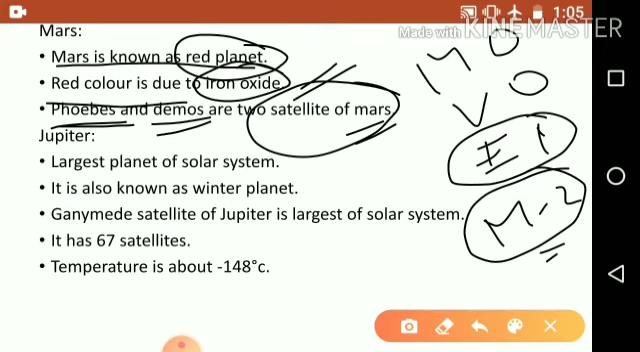 1:05
Made with KINEMASTER
Mars:
• Mars is known as red planet.
• Red colour is due to iron oxide.
• Phoebes and demos are two satellite of mars
Jupiter:
• Largest planet of solar system.
• It is also known as winter planet.
• Ganymede satellite of Jupiter is largest of solar system.
• It has 67 satellites.
• Temperature is about -148°c.
M 0
V 0
E 1
M-2